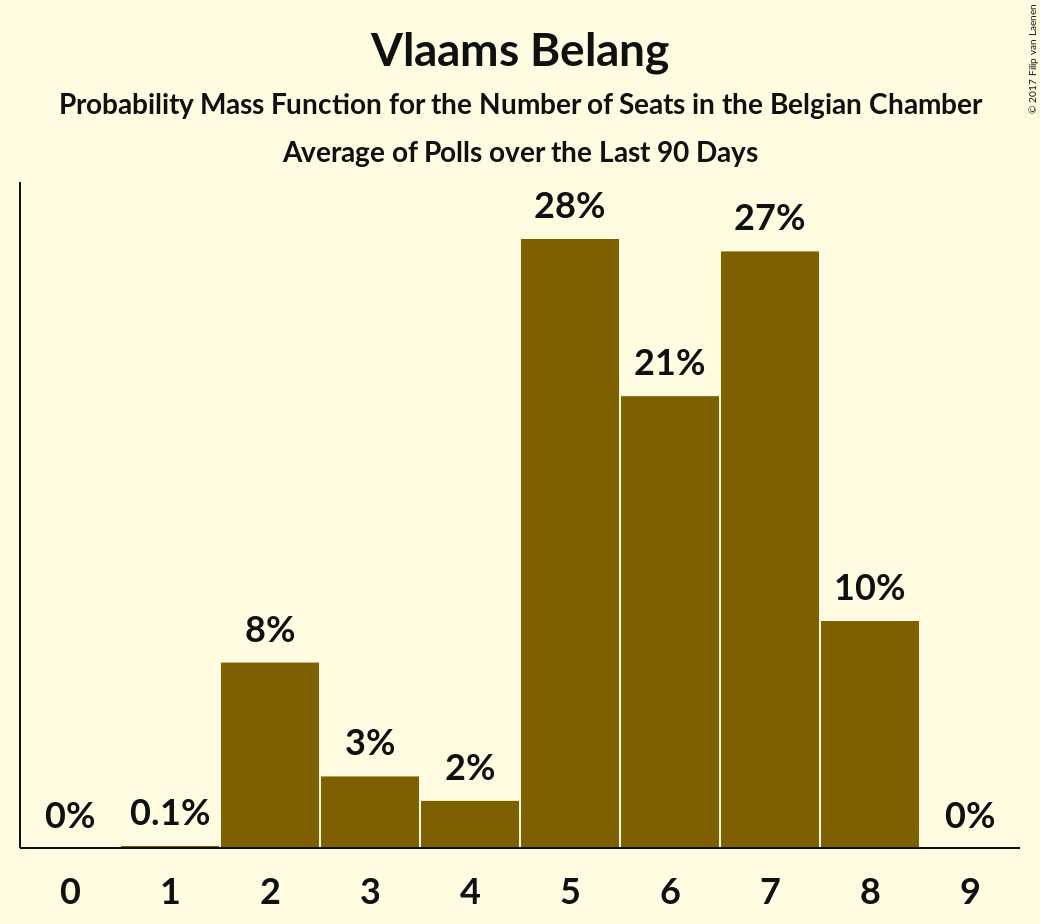 Vlaams Belang
Probability Mass Function for the Number of Seats in the Belgian Chamber
Average of Polls over the Last 90 Days
© 2017 Filip van Laenen
28%
27%
21%
10%
8%
3%
2%
0%
0.1%
0%
0 1 2 3 4 5 6 7 8 9